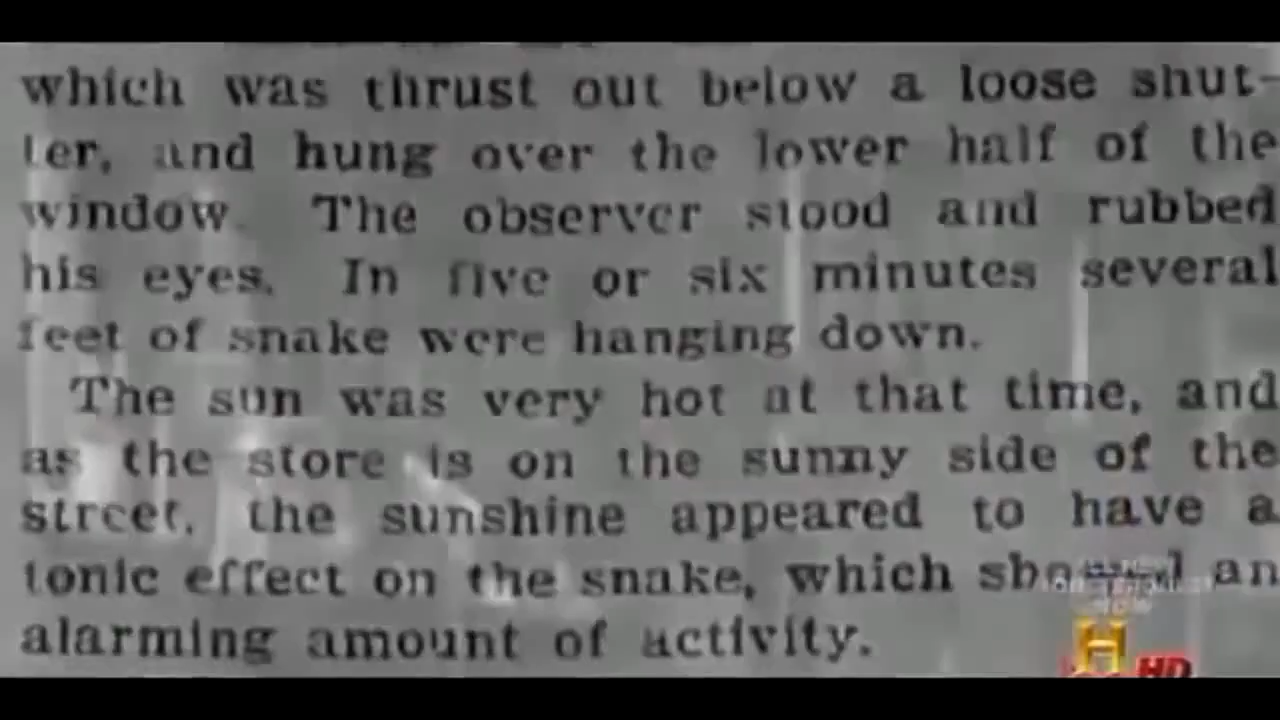 which was thrust out below a loose shut-
ter, and hung over the lower half of the
window. The observer stood and rubbed
his eyes. In five or six minutes several
feet of snake were hanging down.
The sun was very hot at that time, and
as the store is on the sunny side of the
street, the sunshine appeared to have a
tonic effect on the snake, which showed an
alarming amount of activity.
H
HD